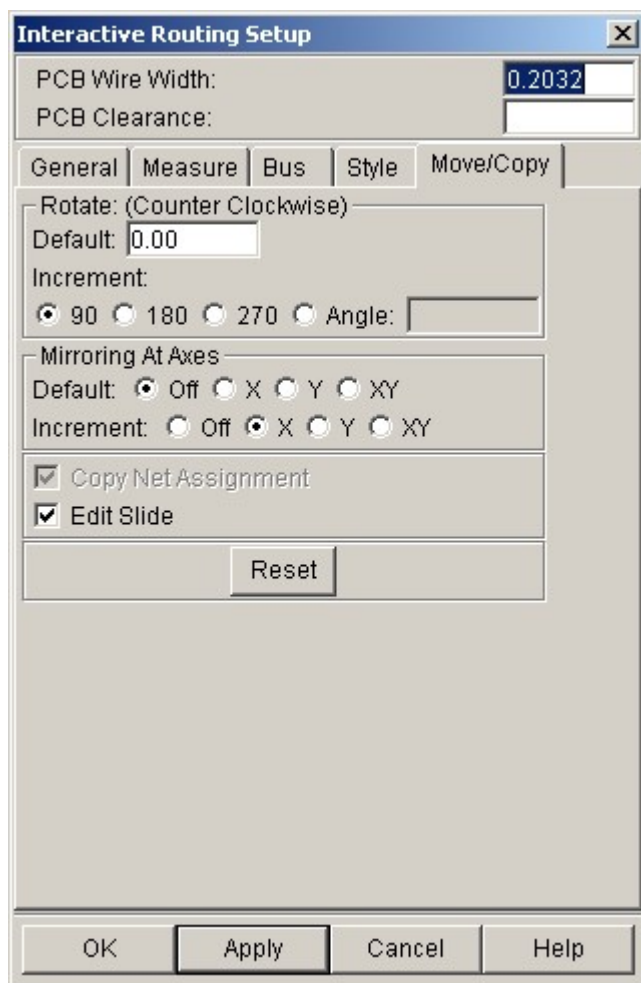 Interactive Routing Setup
PCB Wire Width: 0.2032
PCB Clearance:
General Measure Bus Style Move/Copy
Rotate: (Counter Clockwise)
Default: 0.00
Increment:
90 180 270 Angle:
Mirroring At Axes
Default: Off X Y XY
Increment: Off X Y XY
Copy Net Assignment
Edit Slide
Reset
OK Apply Cancel Help